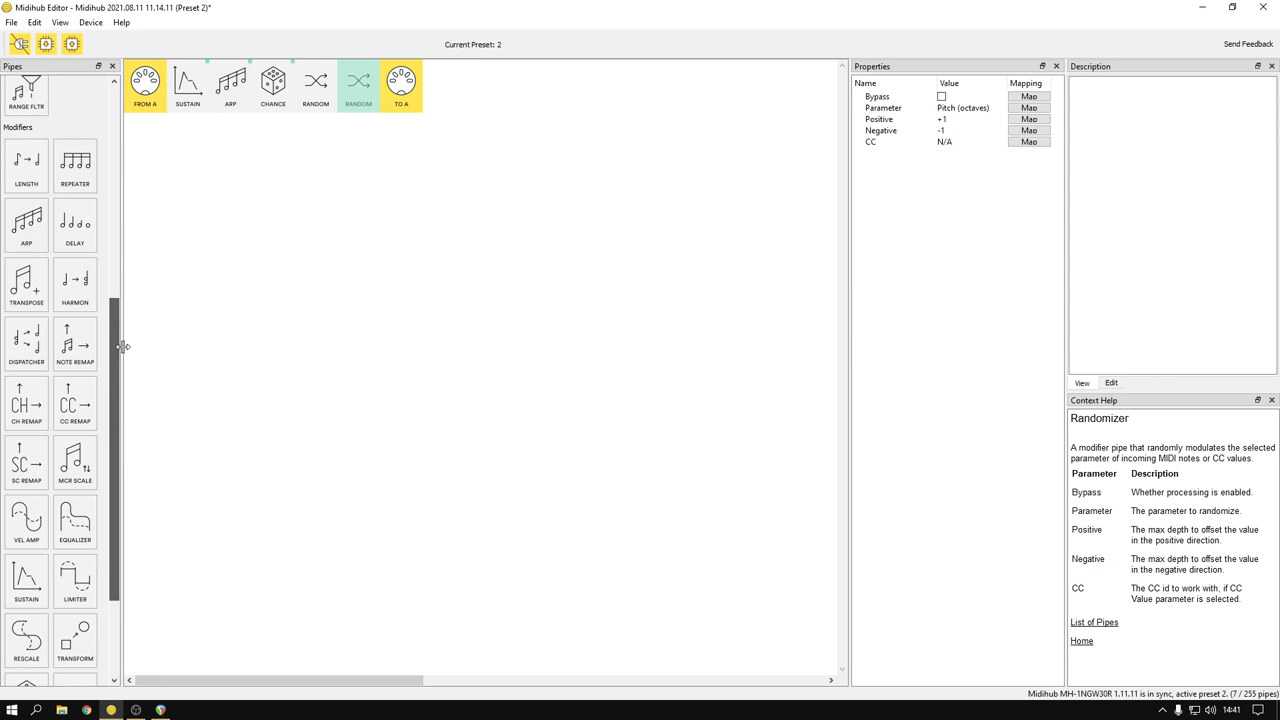 Midihub Editor - Midihub 2021.08.11 11.14.11 (Preset 2)*
File Edit View Device Help
Current Preset: 2
Send Feedback
Pipes
RANGE FLTR
Modifiers
LENGTH REPEATER
ARP DELAY
TRANSPOSE HARMON
DISPATCHER NOTE REMAP
CH REMAP CC REMAP
SC REMAP MCR SCALE
VEL AMP EQUALIZER
SUSTAIN LIMITER
RESCALE TRANSFORM
FROM A SUSTAIN ARP CHANCE RANDOM RANDOM TO A
Properties
Name Value Mapping
Bypass Map
Parameter Pitch (octaves) Map
Positive +1 Map
Negative -1 Map
CC N/A Map
Description
View Edit
Context Help
Randomizer
A modifier pipe that randomly modulates the selected
parameter of incoming MIDI notes or CC values.
Parameter Description
Bypass Whether processing is enabled.
Parameter The parameter to randomize.
Positive The max depth to offset the value
in the positive direction.
Negative The max depth to offset the value
in the negative direction.
CC The CC id to work with, if CC
Value parameter is selected.
List of Pipes
Home
Midihub MH-1NGW30R 1.11.11 is in sync, active preset 2. (7 / 255 pipes)
14:41